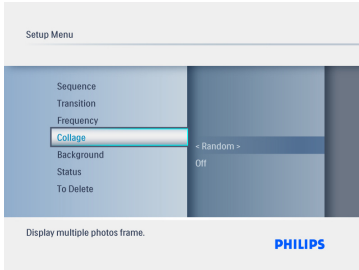 Setup Menu
Sequence
Transition
Frequency
Collage
Background
Status
To Delete
< Random >
Off
Display multiple photos frame.
PHILIPS